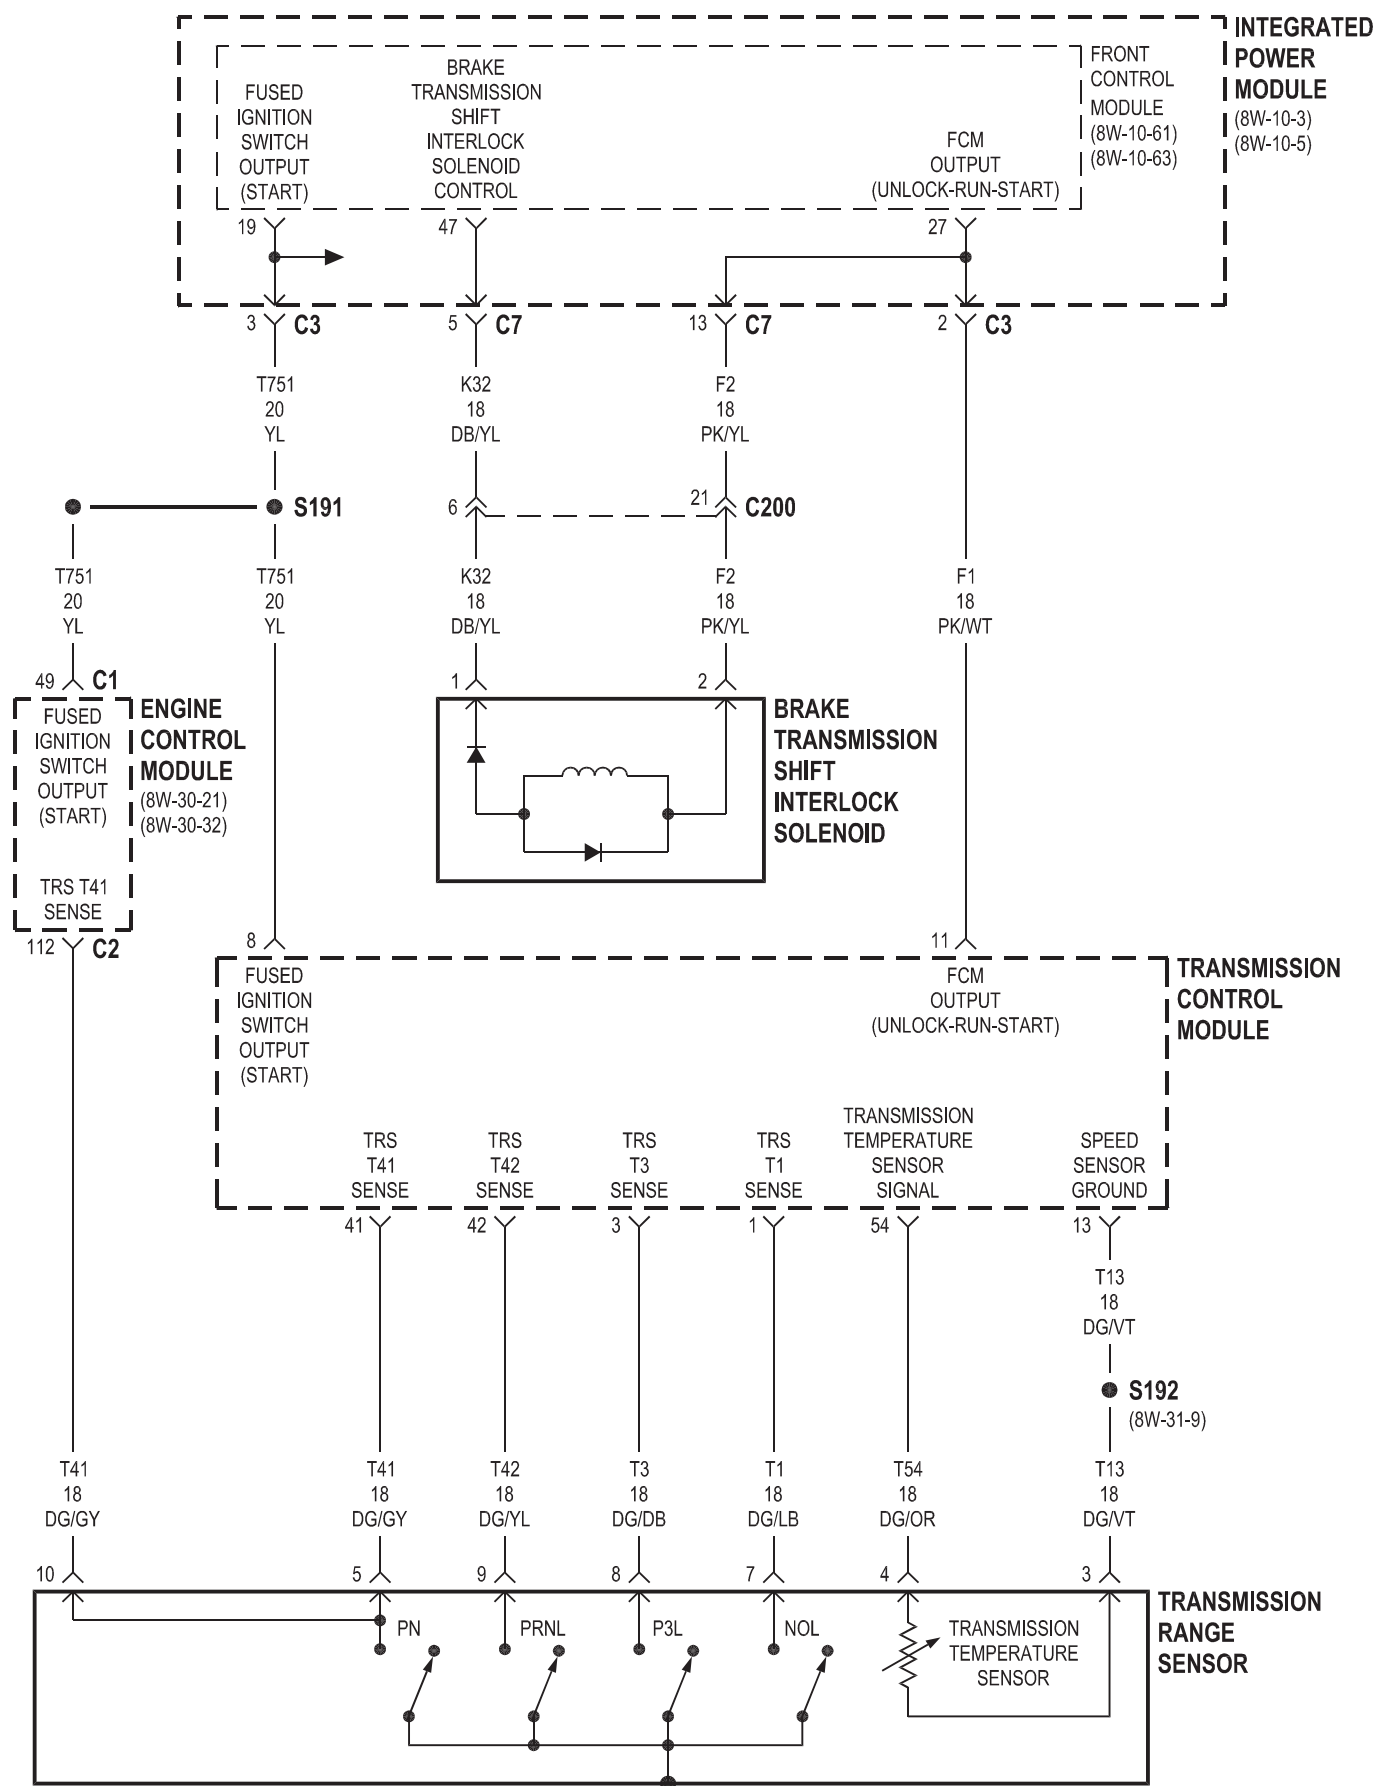 INTEGRATED
POWER
MODULE
(8W-10-3)
(8W-10-5)
FRONT
CONTROL
MODULE
(8W-10-61)
(8W-10-63)
FUSED
IGNITION
SWITCH
OUTPUT
(START)
BRAKE
TRANSMISSION
SHIFT
INTERLOCK
SOLENOID
CONTROL
FCM
OUTPUT
(UNLOCK-RUN-START)
19
47
27
3 C3
5 C7
13 C7
2 C3
T751
20
YL
K32
18
DB/YL
F2
18
PK/YL
S191
6
21 C200
T751
20
YL
T751
20
YL
K32
18
DB/YL
F2
18
PK/YL
F1
18
PK/WT
49 C1
1
2
FUSED
IGNITION
SWITCH
OUTPUT
(START)
TRS T41
SENSE
ENGINE
CONTROL
MODULE
(8W-30-21)
(8W-30-32)
112 C2
BRAKE
TRANSMISSION
SHIFT
INTERLOCK
SOLENOID
8
11
FUSED
IGNITION
SWITCH
OUTPUT
(START)
FCM
OUTPUT
(UNLOCK-RUN-START)
TRANSMISSION
CONTROL
MODULE
TRS
T41
SENSE
TRS
T42
SENSE
TRS
T3
SENSE
TRS
T1
SENSE
TRANSMISSION
TEMPERATURE
SENSOR
SIGNAL
SPEED
SENSOR
GROUND
41
42
3
1
54
13
T13
18
DG/VT
S192
(8W-31-9)
T41
18
DG/GY
T41
18
DG/GY
T42
18
DG/YL
T3
18
DG/DB
T1
18
DG/LB
T54
18
DG/OR
T13
18
DG/VT
10
5
9
8
7
4
3
PN
PRNL
P3L
NOL
TRANSMISSION
TEMPERATURE
SENSOR
TRANSMISSION
RANGE
SENSOR